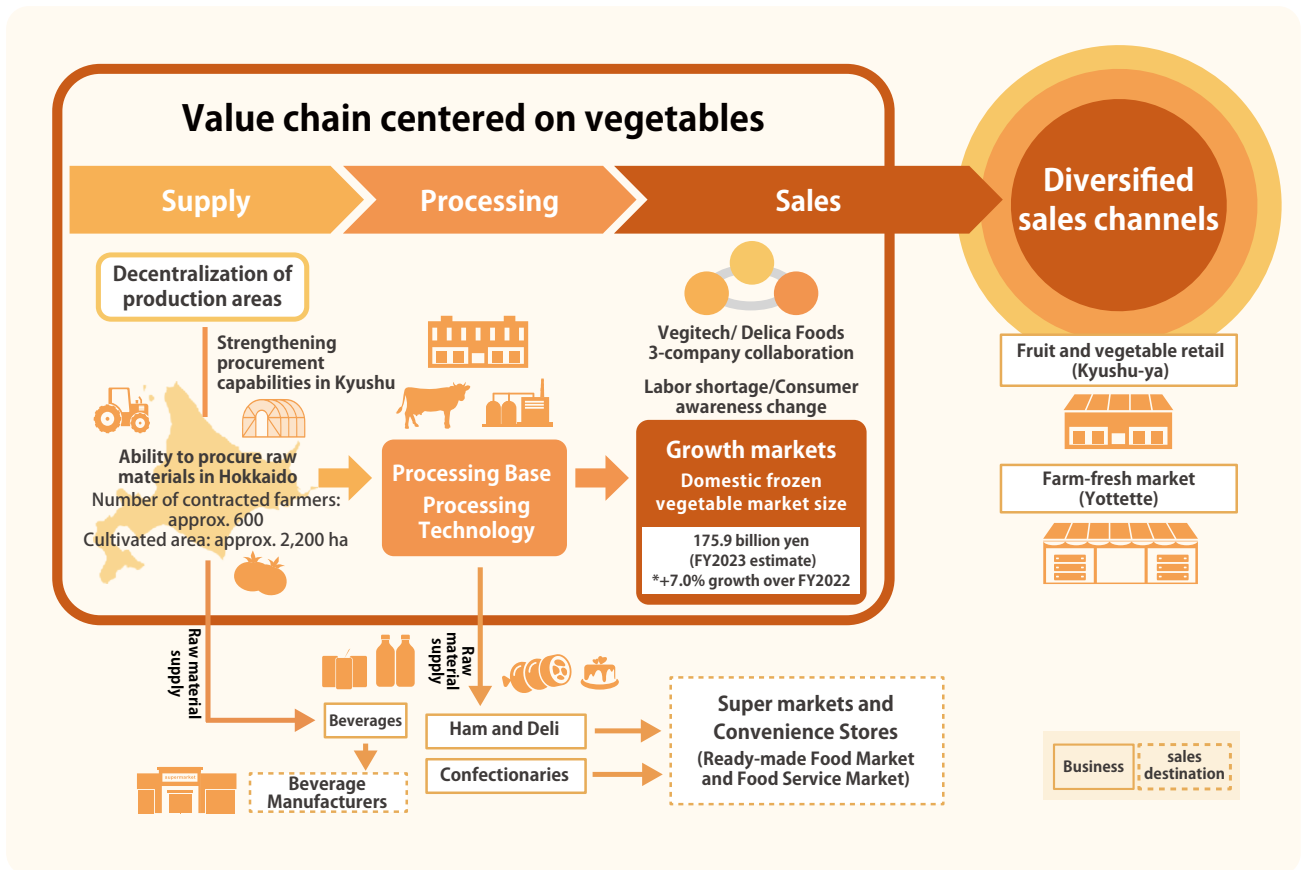 Value chain centered on vegetables
Supply
Processing
Sales
Diversified
sales channels
Decentralization of
production areas
Strengthening
procurement
capabilities in Kyushu
Ability to procure raw
materials in Hokkaido
Number of contracted farmers:
approx. 600
Cultivated area: approx. 2,200 ha
Processing Base
Processing
Technology
Vegitech/ Delica Foods
3-company collaboration
Labor shortage/Consumer
awareness change
Growth markets
Domestic frozen
vegetable market size
175.9 billion yen
(FY2023 estimate)
*+7.0% growth over FY2022
Fruit and vegetable retail
(Kyushu-ya)
Farm-fresh market
(Yottette)
Raw material
supply
Beverages
supermarket
Beverage
Manufacturers
Raw
material
supply
Ham and Deli
Confectionaries
Super markets and
Convenience Stores
(Ready-made Food Market
and Food Service Market)
Business
sales
destination